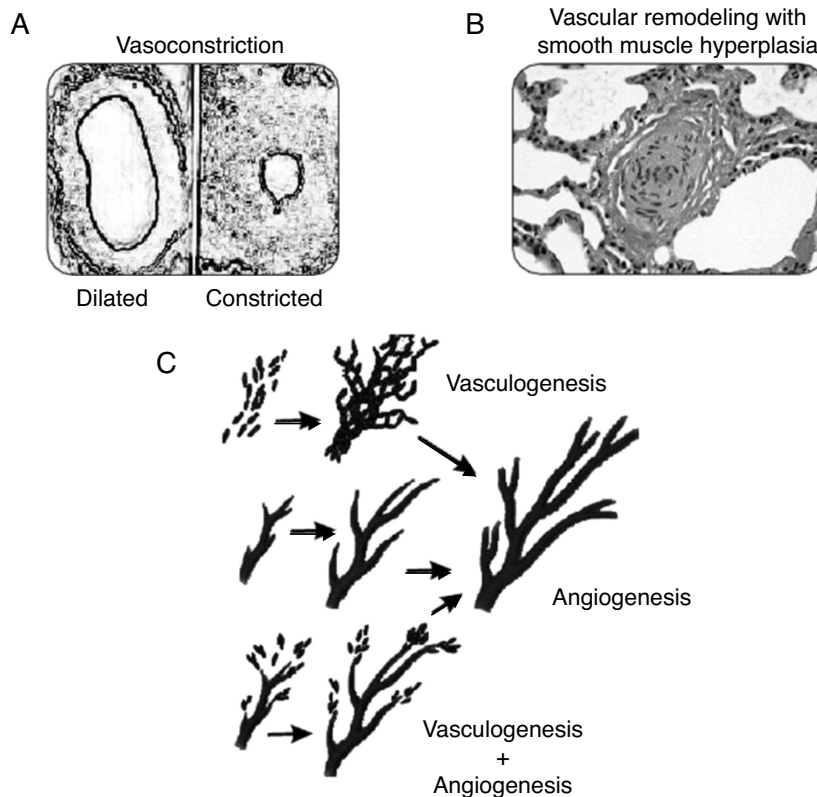 A
Vasoconstriction
Dilated
Constricted
B
Vascular remodeling with
smooth muscle hyperplasia
C
Vasculogenesis
Angiogenesis
Vasculogenesis
+
Angiogenesis